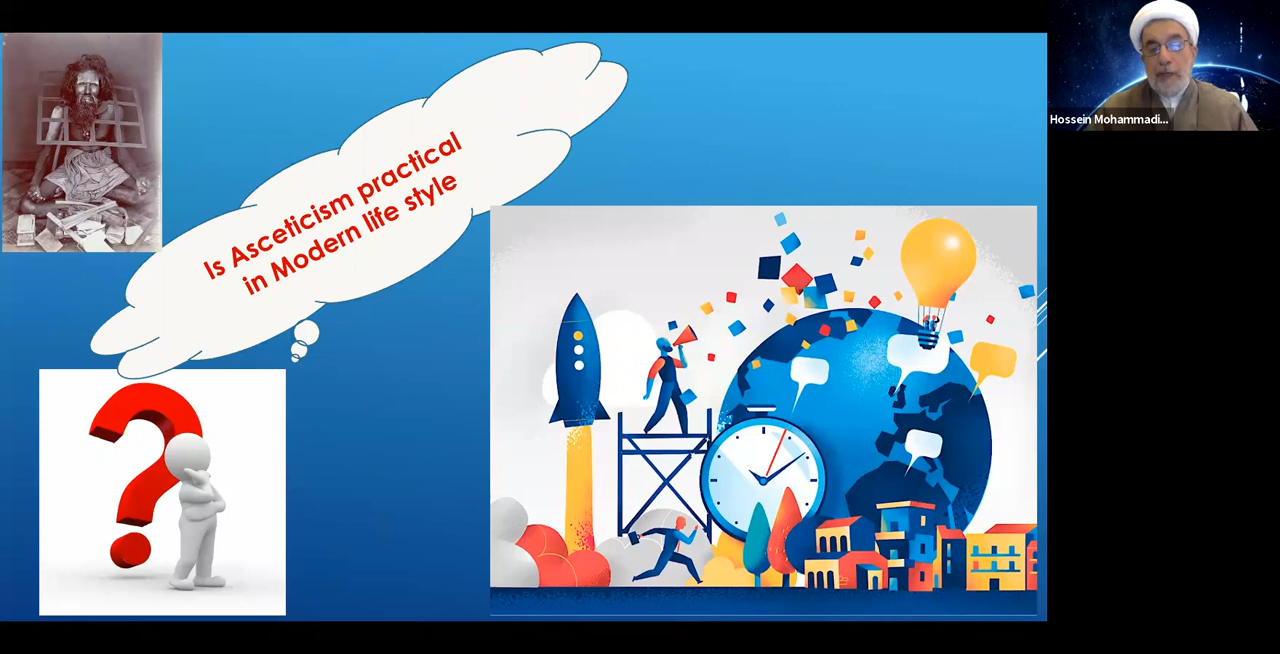 Is Asceticism practical
in Modern life style
Hossein Mohammadi...